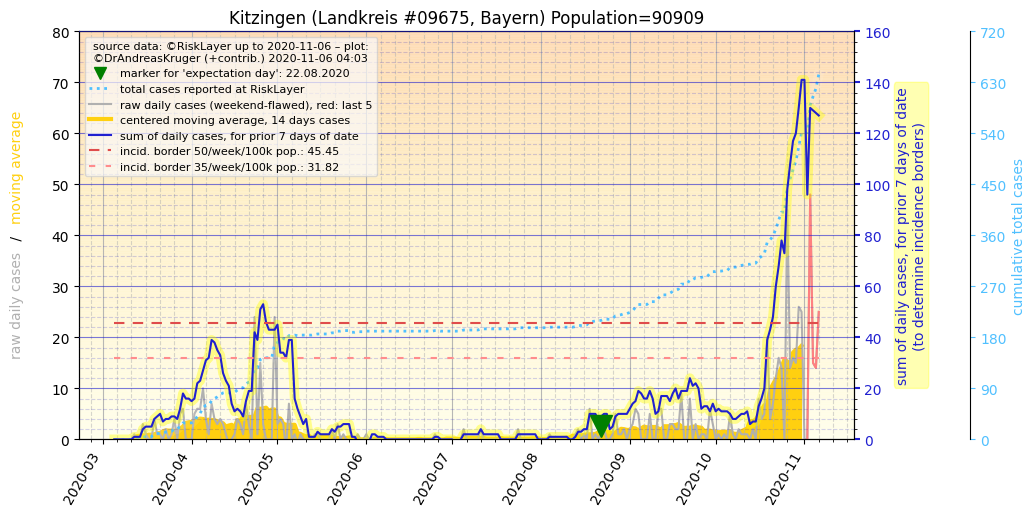 Kitzingen (Landkreis #09675, Bayern) Population=90909
source data: ©RiskLayer up to 2020-11-06 – plot:
©DrAndreasKruger (+contrib.) 2020-11-06 04:03
marker for 'expectation day': 22.08.2020
total cases reported at RiskLayer
raw daily cases (weekend-flawed), red: last 5
centered moving average, 14 days cases
sum of daily cases, for prior 7 days of date
incid. border 50/week/100k pop.: 45.45
incid. border 35/week/100k pop.: 31.82
raw daily cases / moving average
80
70
60
50
40
30
20
10
0
160
140
120
100
80
60
40
20
0
sum of daily cases, for prior 7 days of date
(to determine incidence borders)
720
630
540
450
360
270
180
90
0
cumulative total cases
2020-03
2020-04
2020-05
2020-06
2020-07
2020-08
2020-09
2020-10
2020-11